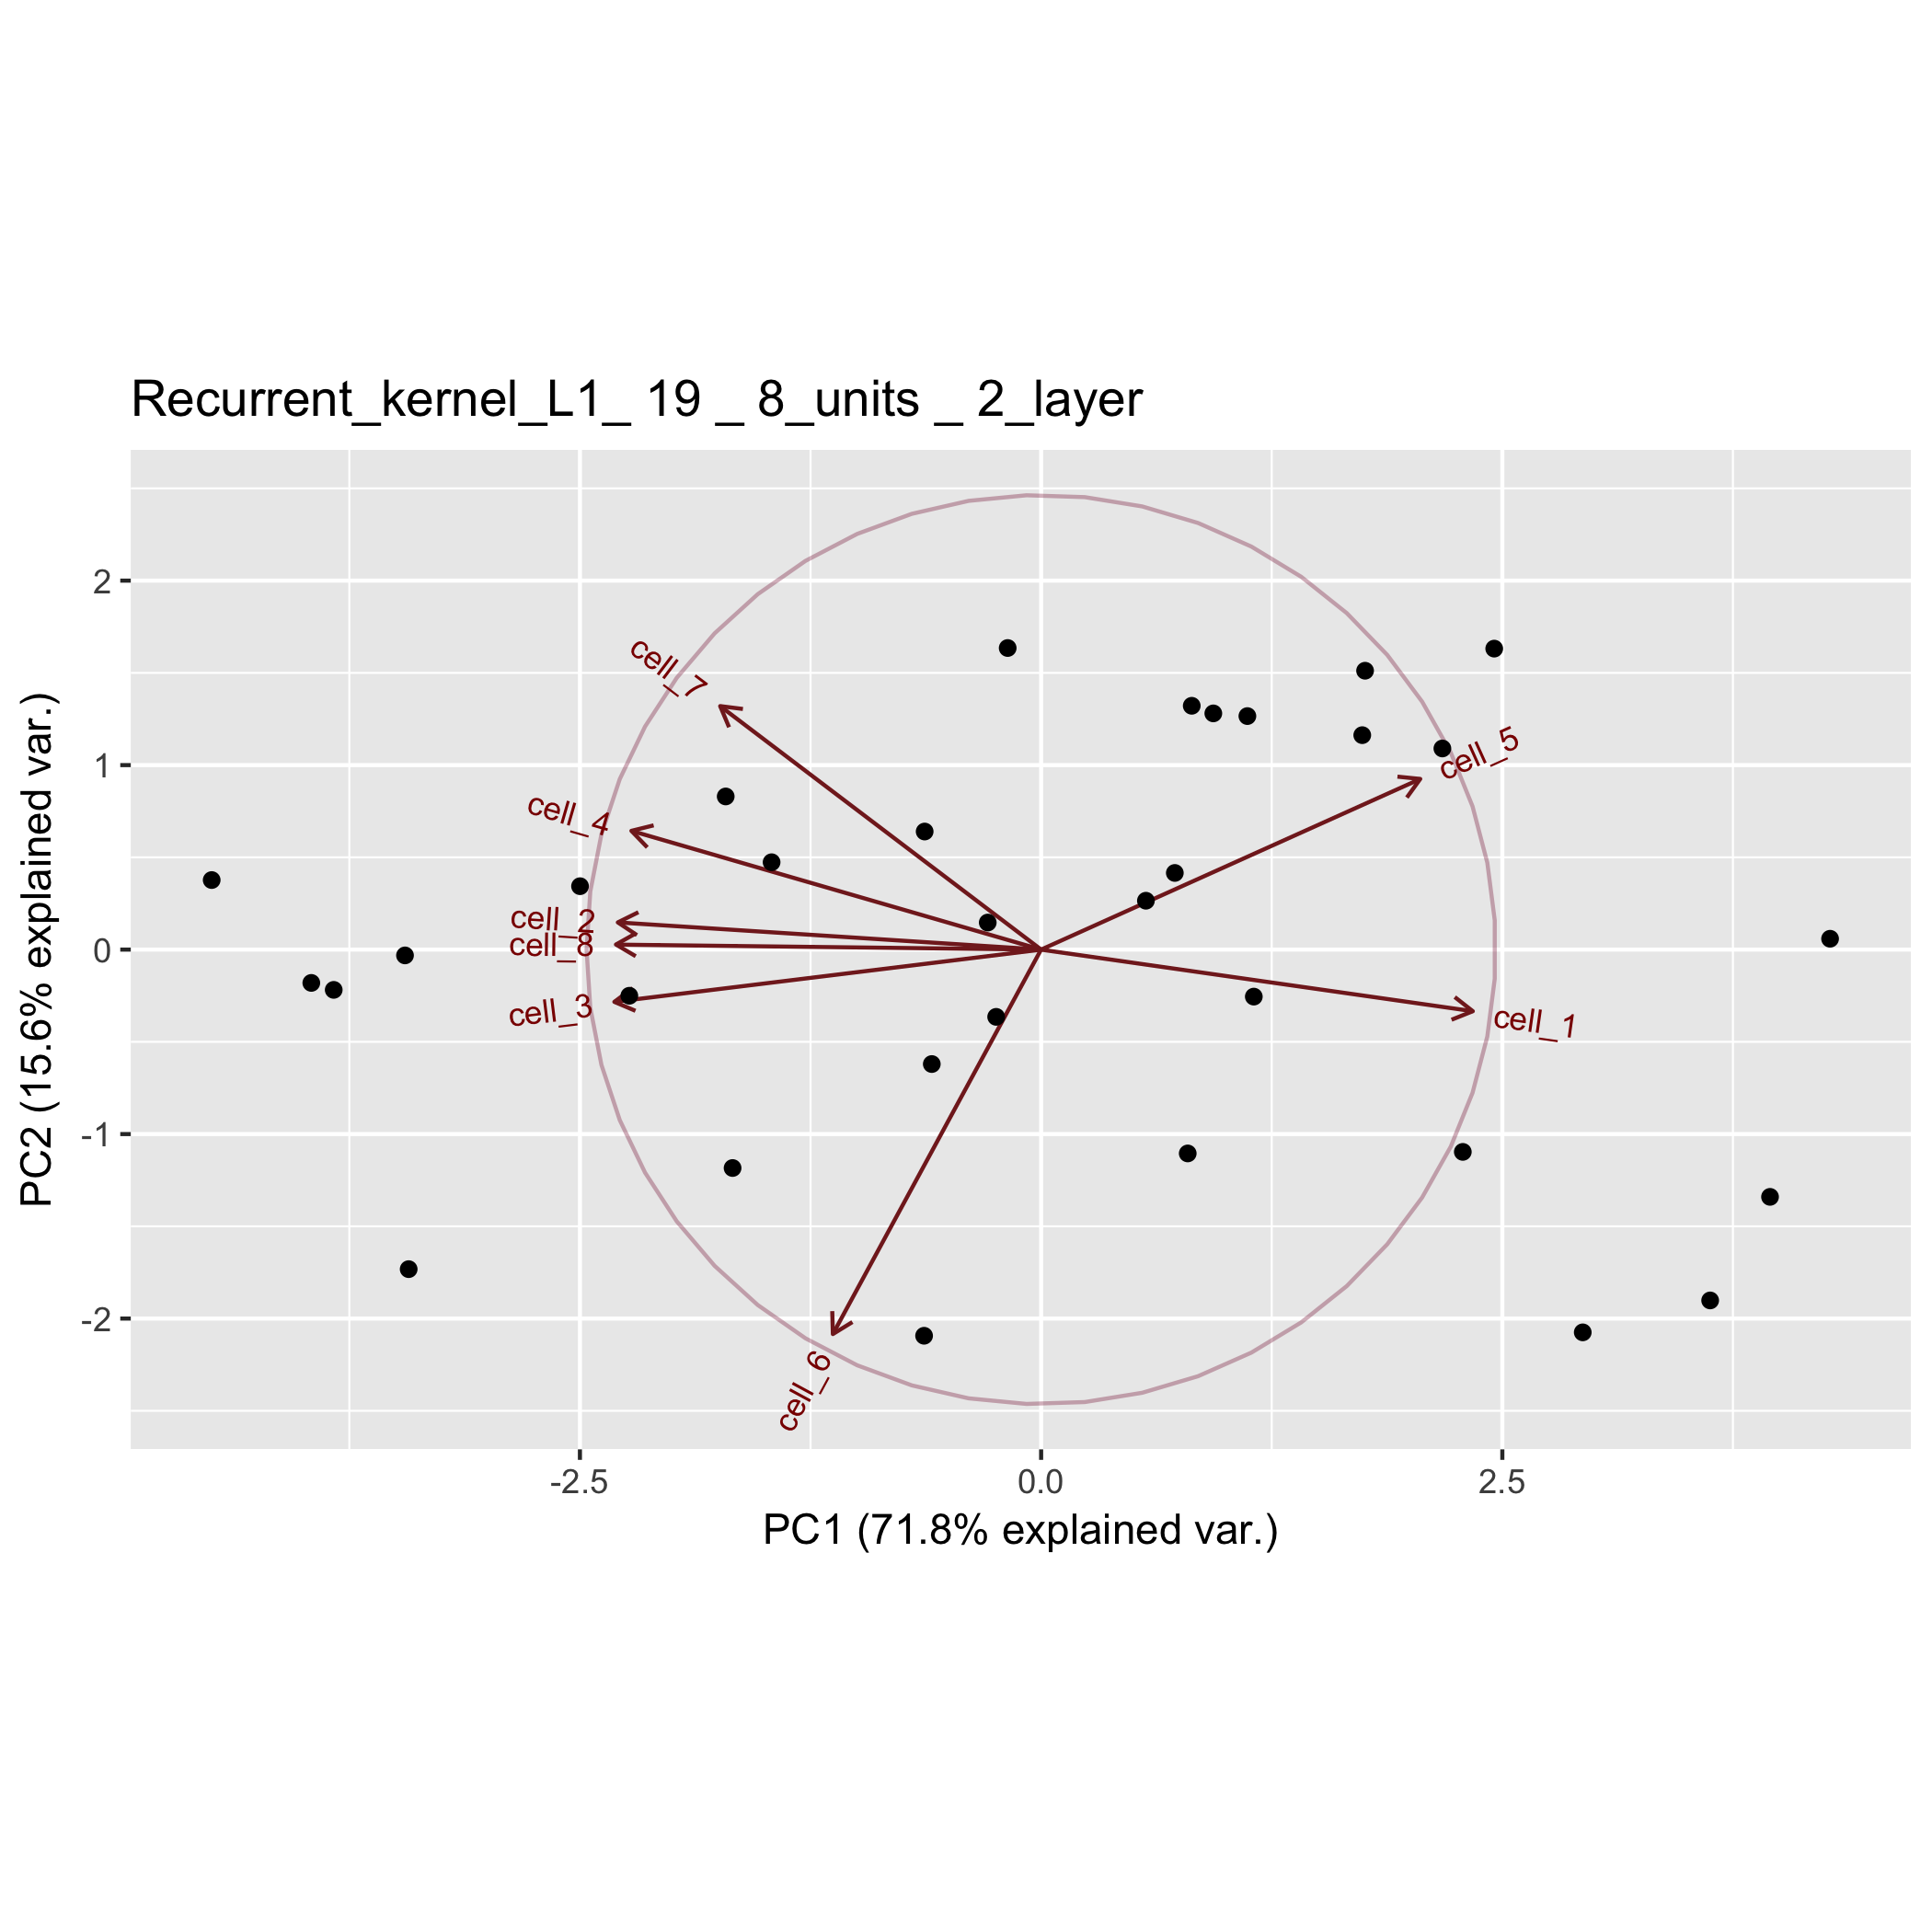 Recurrent_kernel_L1_ 19 _ 8_units _ 2_layer
PC2 (15.6% explained var.)
2
1
0
-1
-2
cell_7
cell_5
cell_4
cell_2
cell_8
cell_3
cell_1
cell_6
-2.5
0.0
2.5
PC1 (71.8% explained var.)